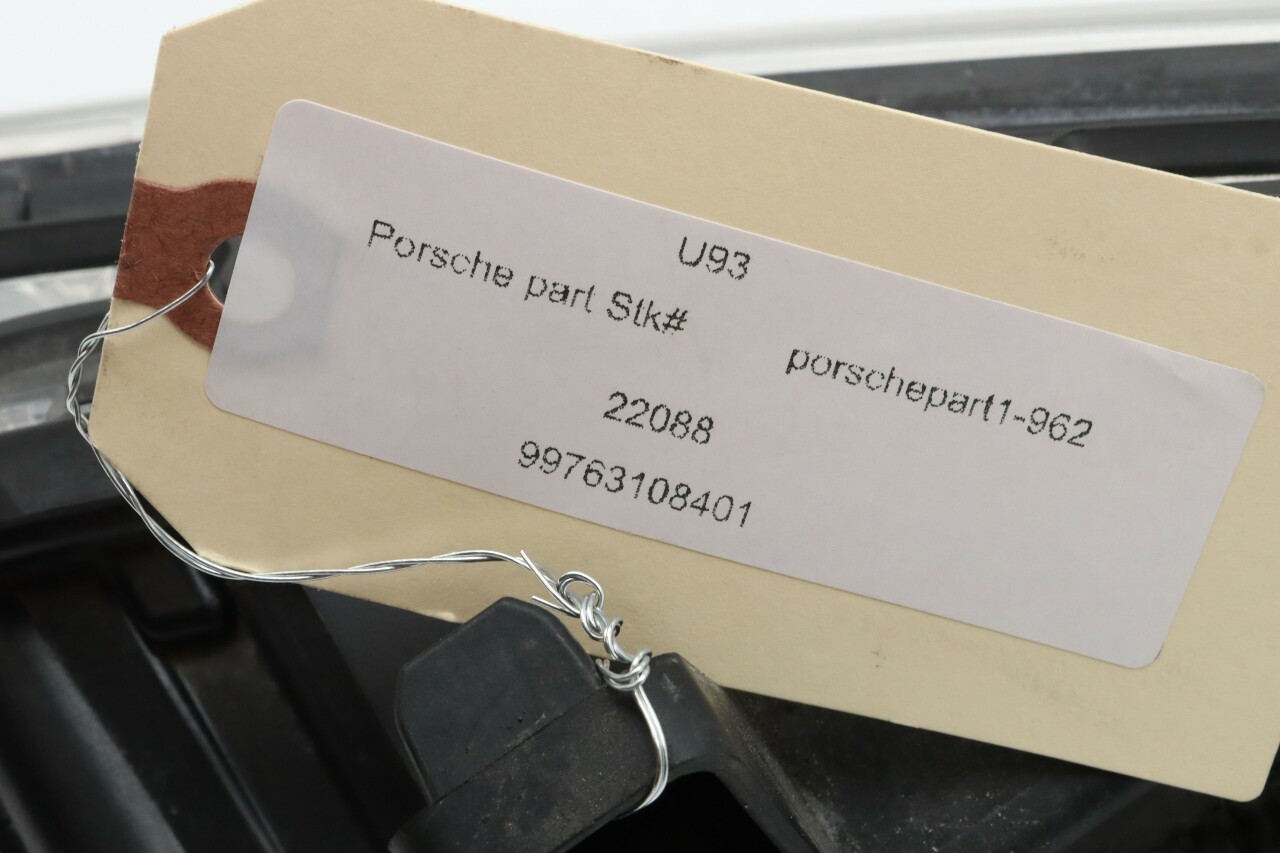 U93
Porsche part Stk#
porschepart1-962
22088
99763108401